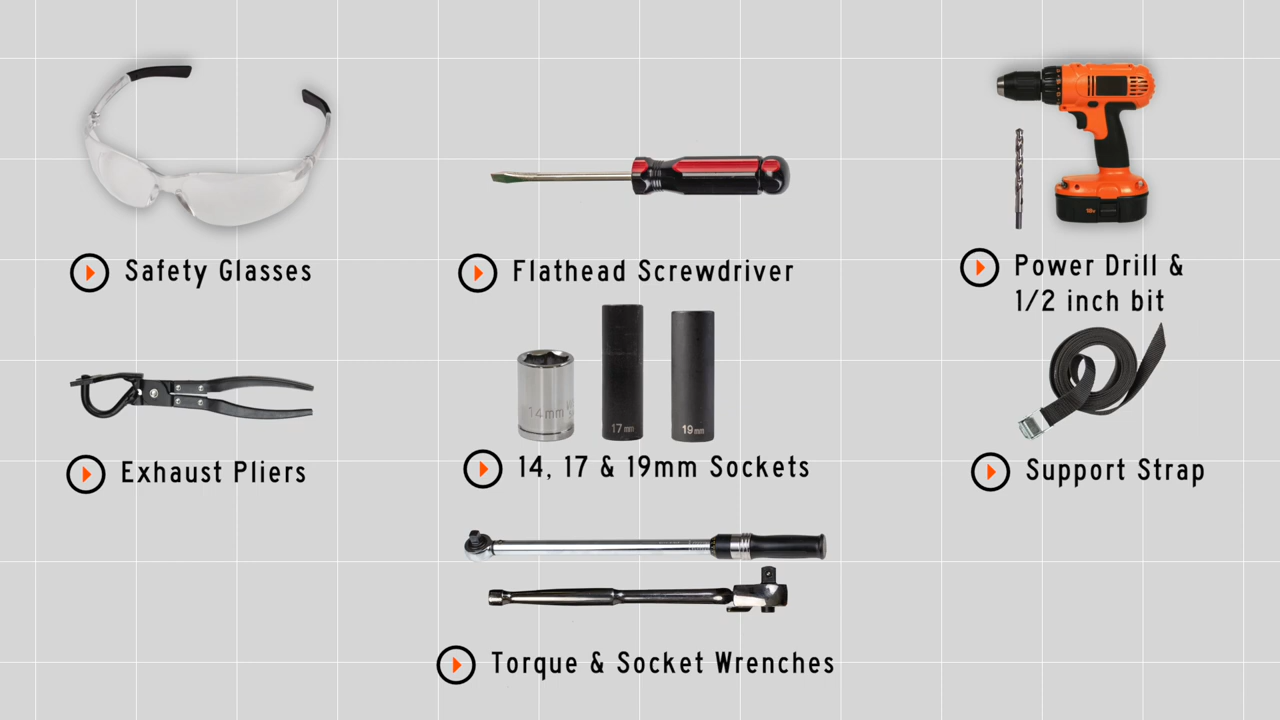 Safety Glasses
Flathead Screwdriver
Power Drill &
1/2 inch bit
14mm
17mm
19mm
Exhaust Pliers
14, 17 & 19mm Sockets
Support Strap
Torque & Socket Wrenches